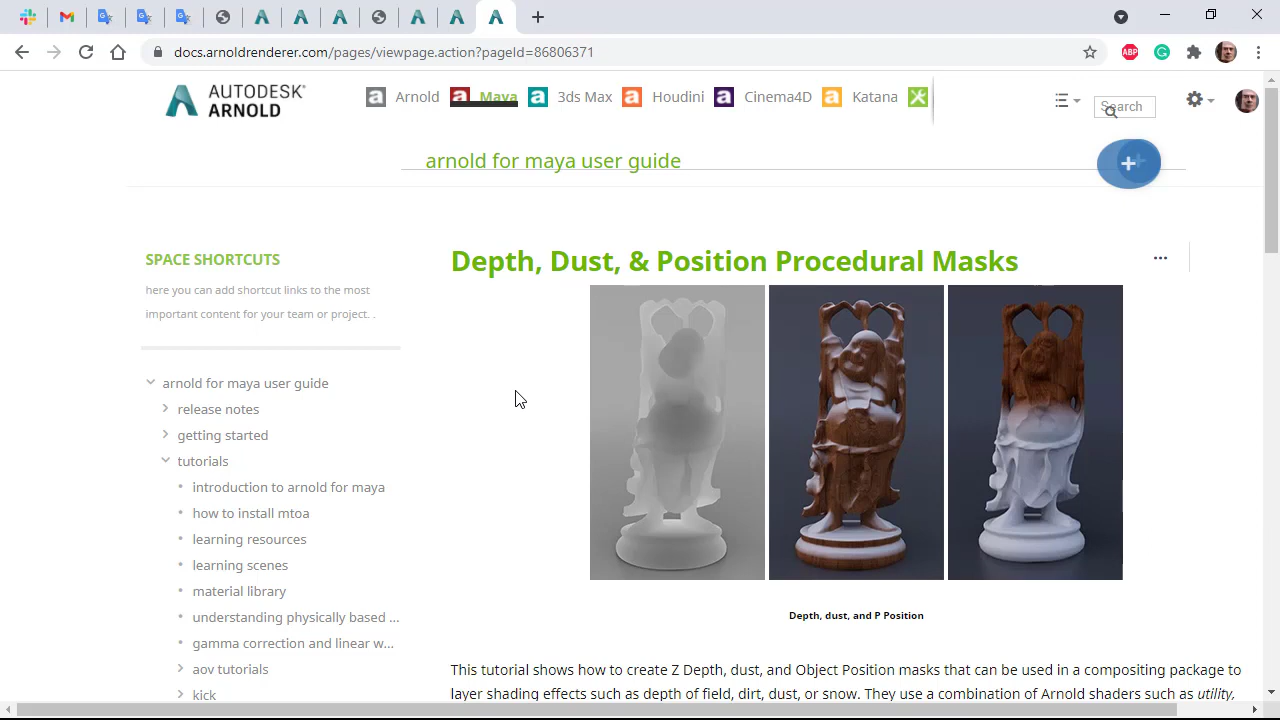 docs.arnoldrenderer.com/pages/viewpage.action?pageId=86806371
ABP
AUTODESK®
ARNOLD
Arnold
Maya
3ds Max
Houdini
Cinema4D
Katana
Search
arnold for maya user guide
SPACE SHORTCUTS
here you can add shortcut links to the most
important content for your team or project. .
arnold for maya user guide
release notes
getting started
tutorials
introduction to arnold for maya
how to install mtoa
learning resources
learning scenes
material library
understanding physically based ...
gamma correction and linear w...
aov tutorials
kick
Depth, Dust, & Position Procedural Masks
Depth, dust, and P Position
This tutorial shows how to create Z Depth, dust, and Object Position masks that can be used in a compositing package to
layer shading effects such as depth of field, dirt, dust, or snow. They use a combination of Arnold shaders such as utility,